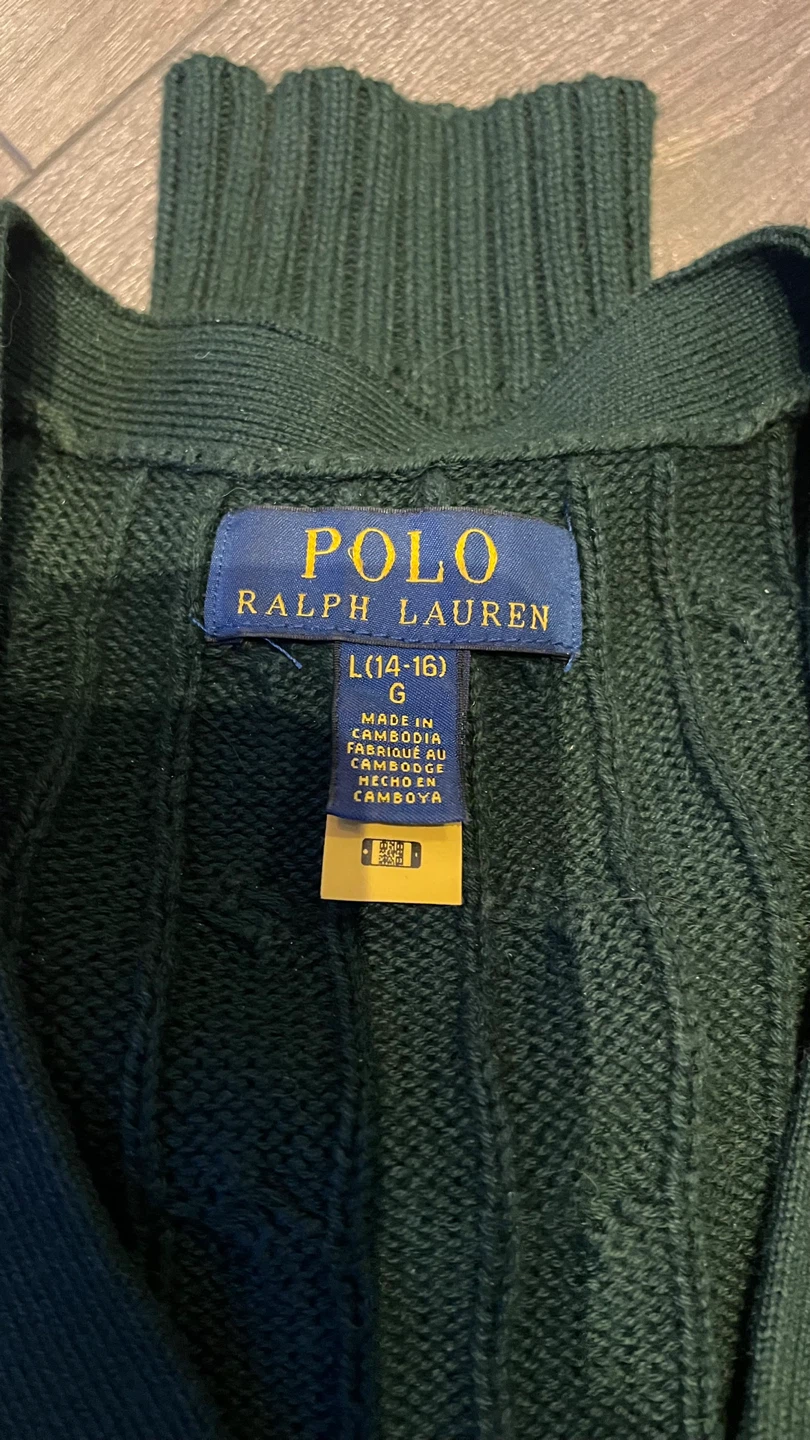 POLO
RALPH LAUREN
L(14-16)
G
MADE IN
CAMBODIA
FABRIQUÉ AU
CAMBODGE
HECHO EN
CAMBOYA